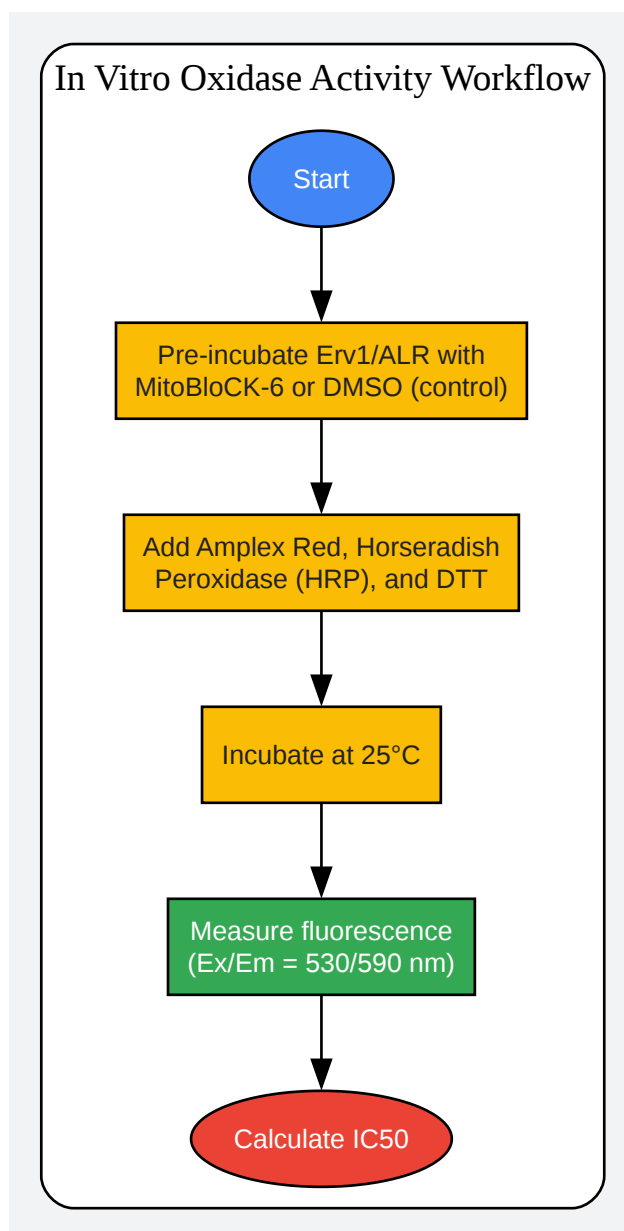 In Vitro Oxidase Activity Workflow
Start
Pre-incubate Erv1/ALR with
MitoBloCK-6 or DMSO (control)
Add Amplex Red, Horseradish
Peroxidase (HRP), and DTT
Incubate at 25°C
Measure fluorescence
(Ex/Em = 530/590 nm)
Calculate IC50